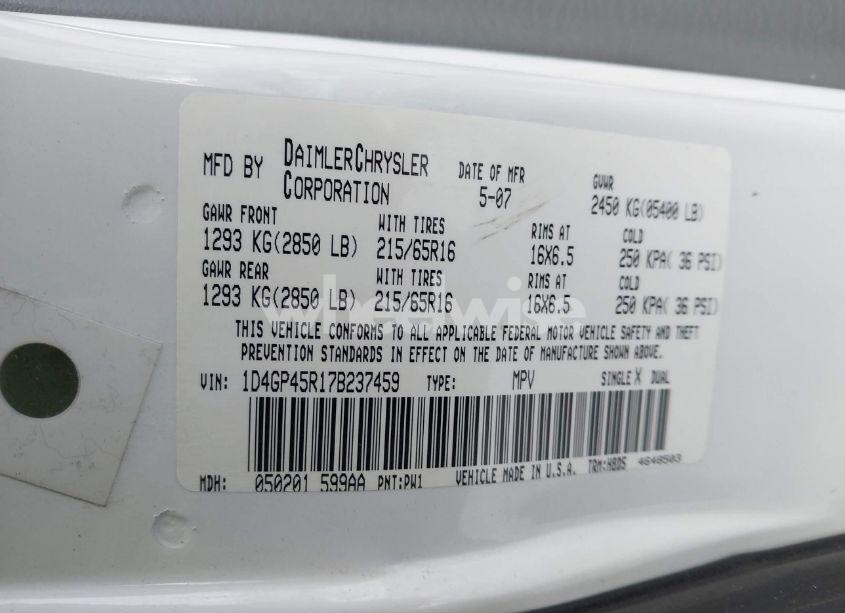 MFD BY DAIMLERCHRYSLER CORPORATION DATE OF MFR 5-07 GVWR 2450 KG(05400 LB)
GAWR FRONT WITH TIRES RIMS AT COLD
1293 KG(2850 LB) 215/65R16 16X6.5 250 KPA( 36 PSI)
GAWR REAR WITH TIRES RIMS AT COLD
1293 KG(2850 LB) 215/65R16 16X6.5 250 KPA( 36 PSI)
THIS VEHICLE CONFORMS TO ALL APPLICABLE FEDERAL MOTOR VEHICLE SAFETY AND THEFT
PREVENTION STANDARDS IN EFFECT ON THE DATE OF MANUFACTURE SHOWN ABOVE.
VIN: 1D4GP45R17B237459 TYPE: MPV SINGLE X DUAL
MDH: 050201 599AA PNT:PW1 VEHICLE MADE IN U.S.A. TRM:H8D5 4648503
wheelwise